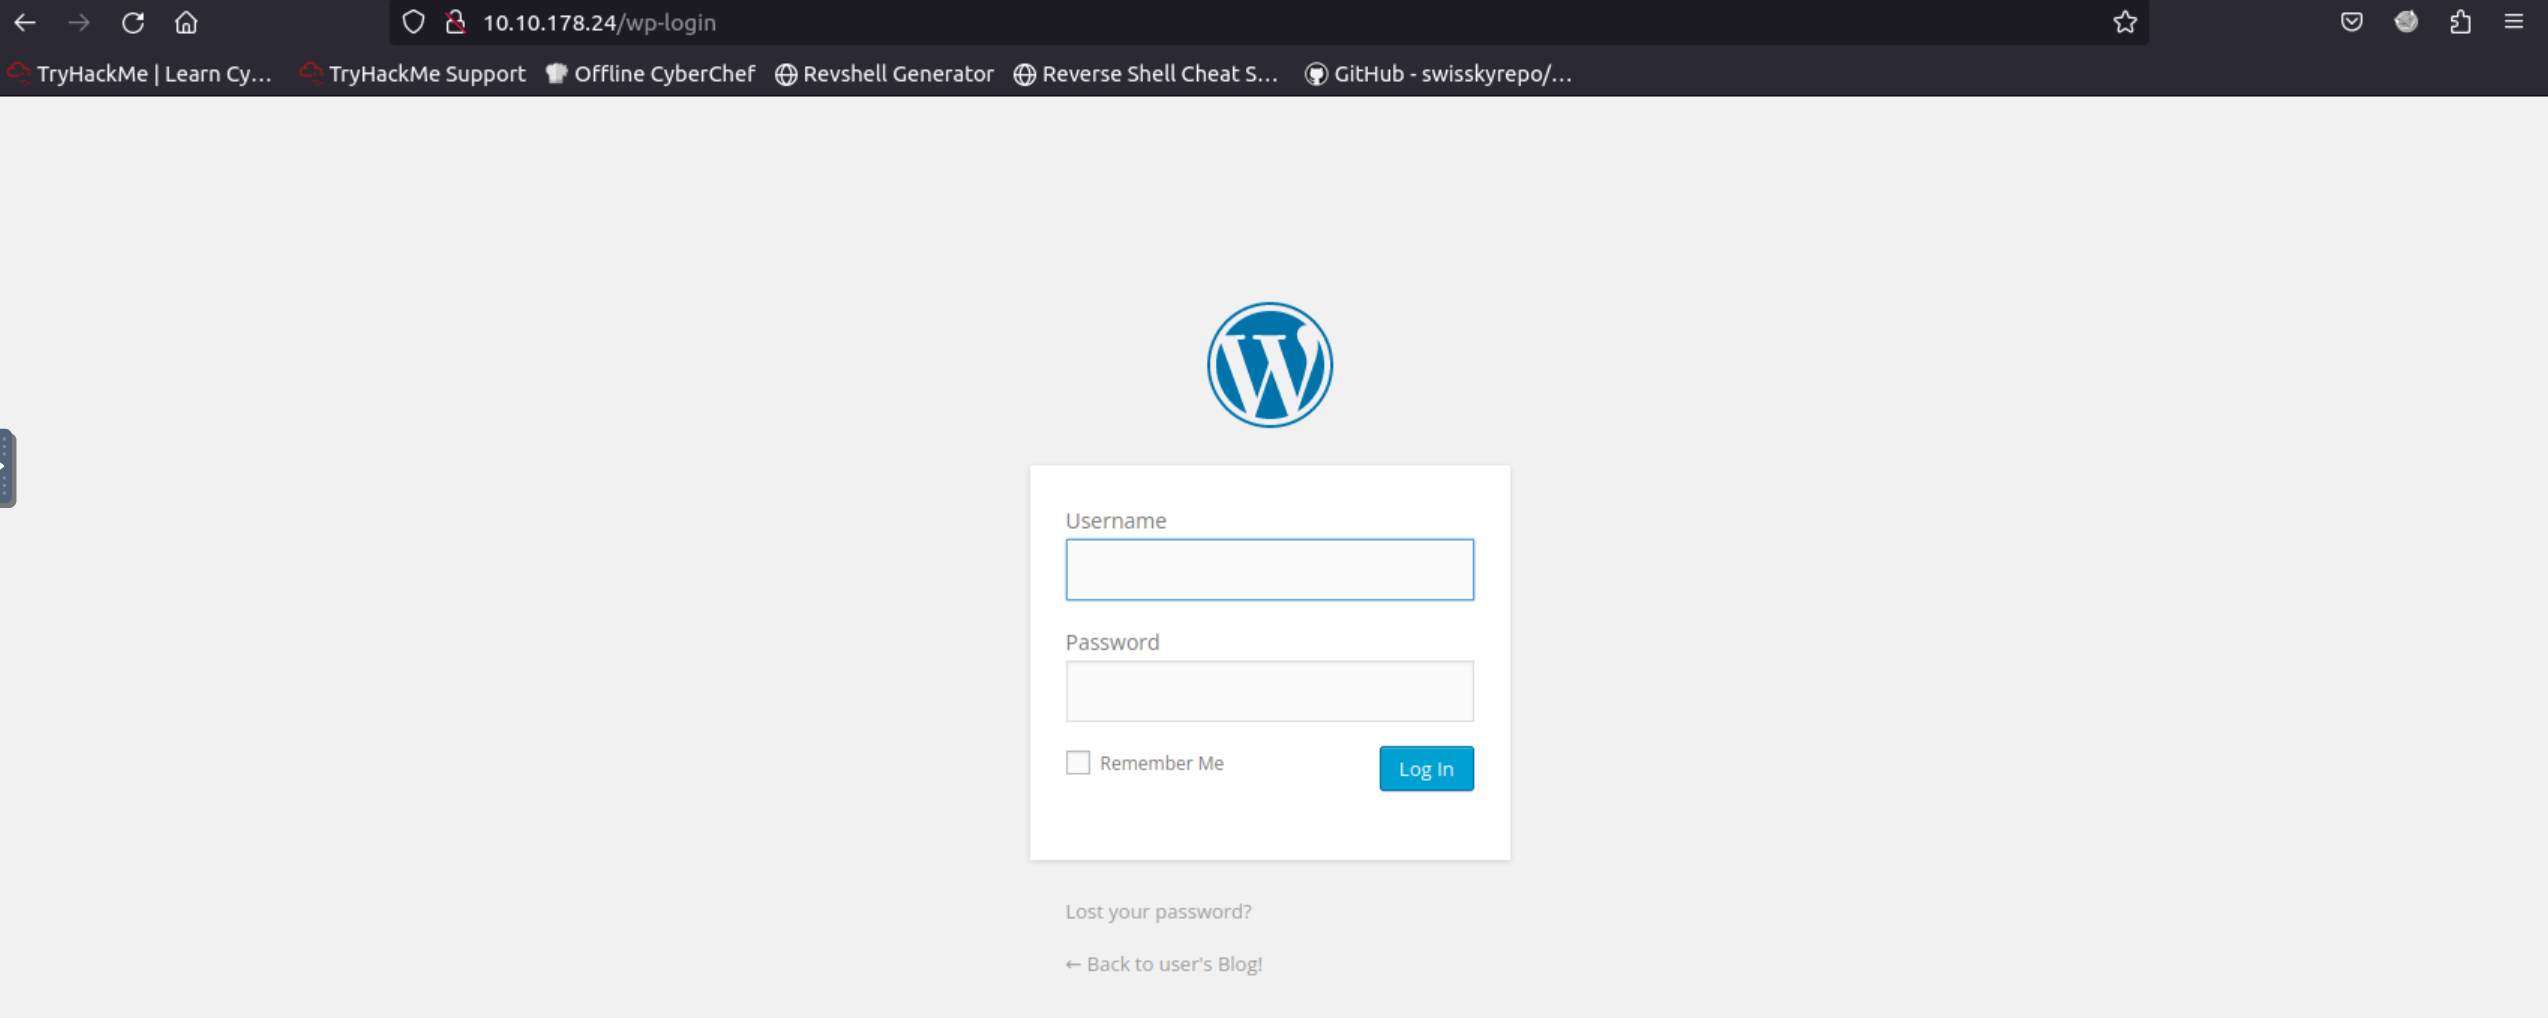 10.10.178.24/wp-login
TryHackMe | Learn Cy... TryHackMe Support Offline CyberChef Revshell Generator Reverse Shell Cheat S... GitHub - swisskyrepo/...
Username
Password
Remember Me Log In
Lost your password?
← Back to user's Blog!